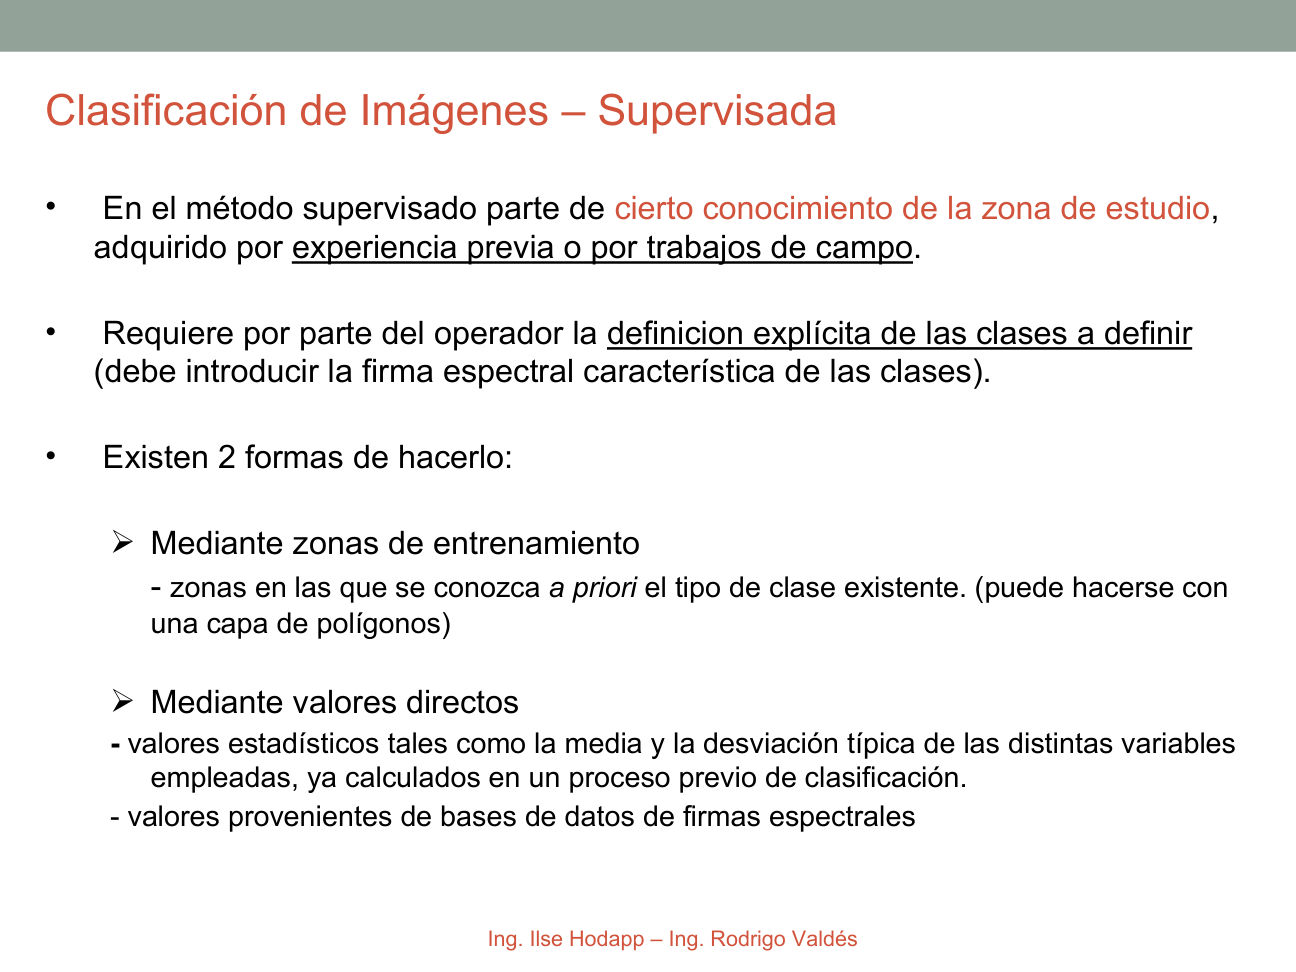 Clasificación de Imágenes – Supervisada
• En el método supervisado parte de cierto conocimiento de la zona de estudio,
adquirido por experiencia previa o por trabajos de campo.
• Requiere por parte del operador la definicion explícita de las clases a definir
(debe introducir la firma espectral característica de las clases).
• Existen 2 formas de hacerlo:
➢ Mediante zonas de entrenamiento
- zonas en las que se conozca a priori el tipo de clase existente. (puede hacerse con
una capa de polígonos)
➢ Mediante valores directos
- valores estadísticos tales como la media y la desviación típica de las distintas variables
empleadas, ya calculados en un proceso previo de clasificación.
- valores provenientes de bases de datos de firmas espectrales
Ing. Ilse Hodapp – Ing. Rodrigo Valdés